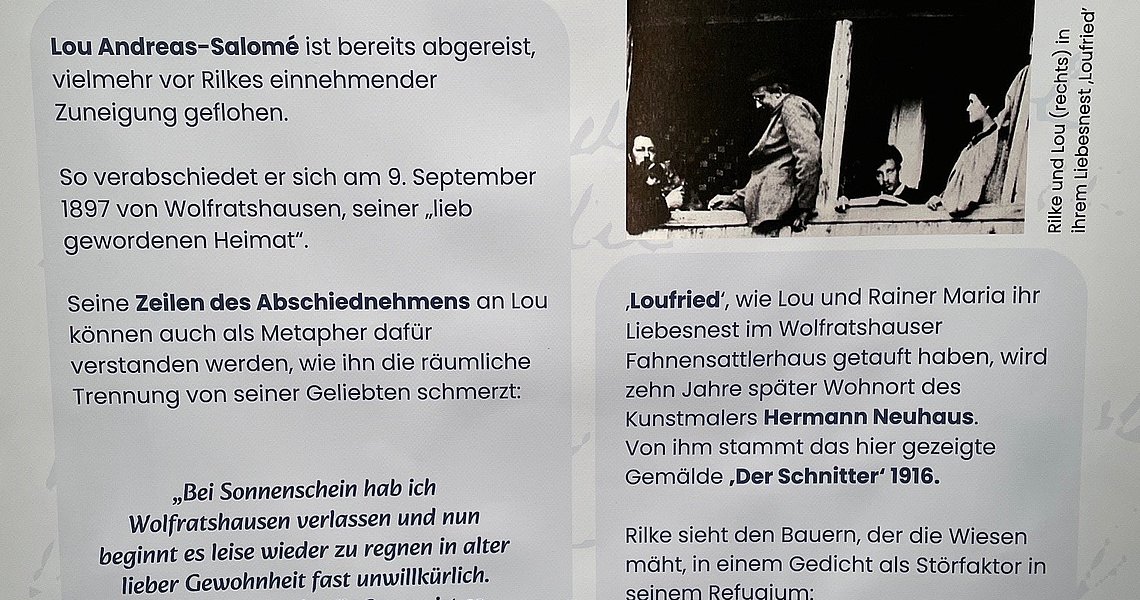 Lou Andreas-Salomé ist bereits abgereist,
vielmehr vor Rilkes einnehmender
Zuneigung geflohen.
So verabschiedet er sich am 9. September
1897 von Wolfratshausen, seiner „lieb
gewordenen Heimat“.
Seine Zeilen des Abschiednehmens an Lou
können auch als Metapher dafür
verstanden werden, wie ihn die räumliche
Trennung von seiner Geliebten schmerzt:
„Bei Sonnenschein hab ich
Wolfratshausen verlassen und nun
beginnt es leise wieder zu regnen in alter
lieber Gewohnheit fast unwillkürlich.
Rilke und Lou (rechts) in
ihrem Liebesnest ‚Loufried‘
‚Loufried‘, wie Lou und Rainer Maria ihr
Liebesnest im Wolfratshauser
Fahnensattlerhaus getauft haben, wird
zehn Jahre später Wohnort des
Kunstmalers Hermann Neuhaus.
Von ihm stammt das hier gezeigte
Gemälde ‚Der Schnitter‘ 1916.
Rilke sieht den Bauern, der die Wiesen
mäht, in einem Gedicht als Störfaktor in
seinem Refugium: